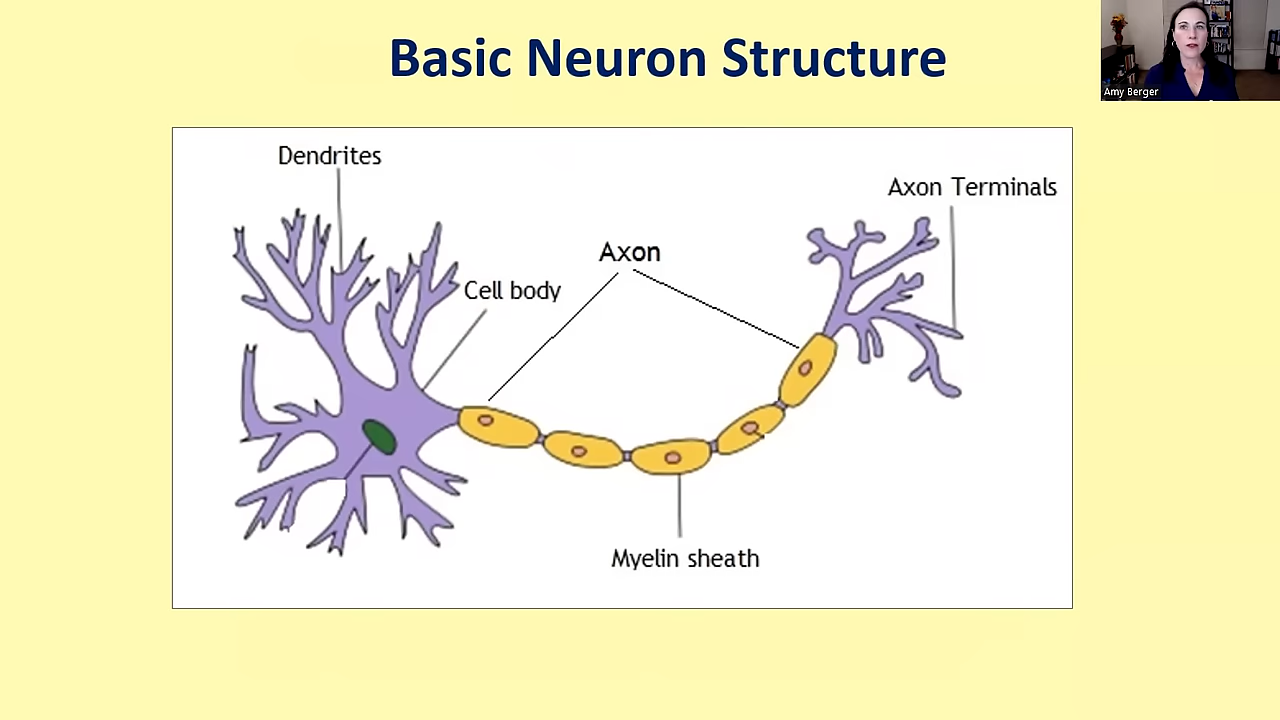 Basic Neuron Structure
Amy Berger
Dendrites
Axon Terminals
Axon
Cell body
Myelin sheath